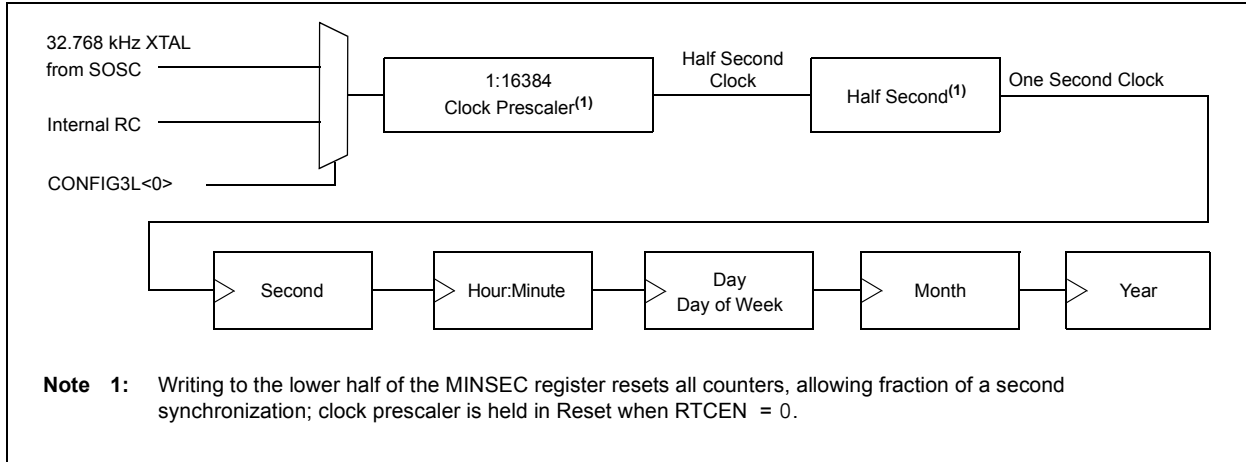 32.768 kHz XTAL
from SOSC
Internal RC
CONFIG3L<0>
1:16384
Clock Prescaler(1)
Half Second
Clock
Half Second(1)
One Second Clock
Second
Hour:Minute
Day
Day of Week
Month
Year
Note 1: Writing to the lower half of the MINSEC register resets all counters, allowing fraction of a second
synchronization; clock prescaler is held in Reset when RTCEN = 0.